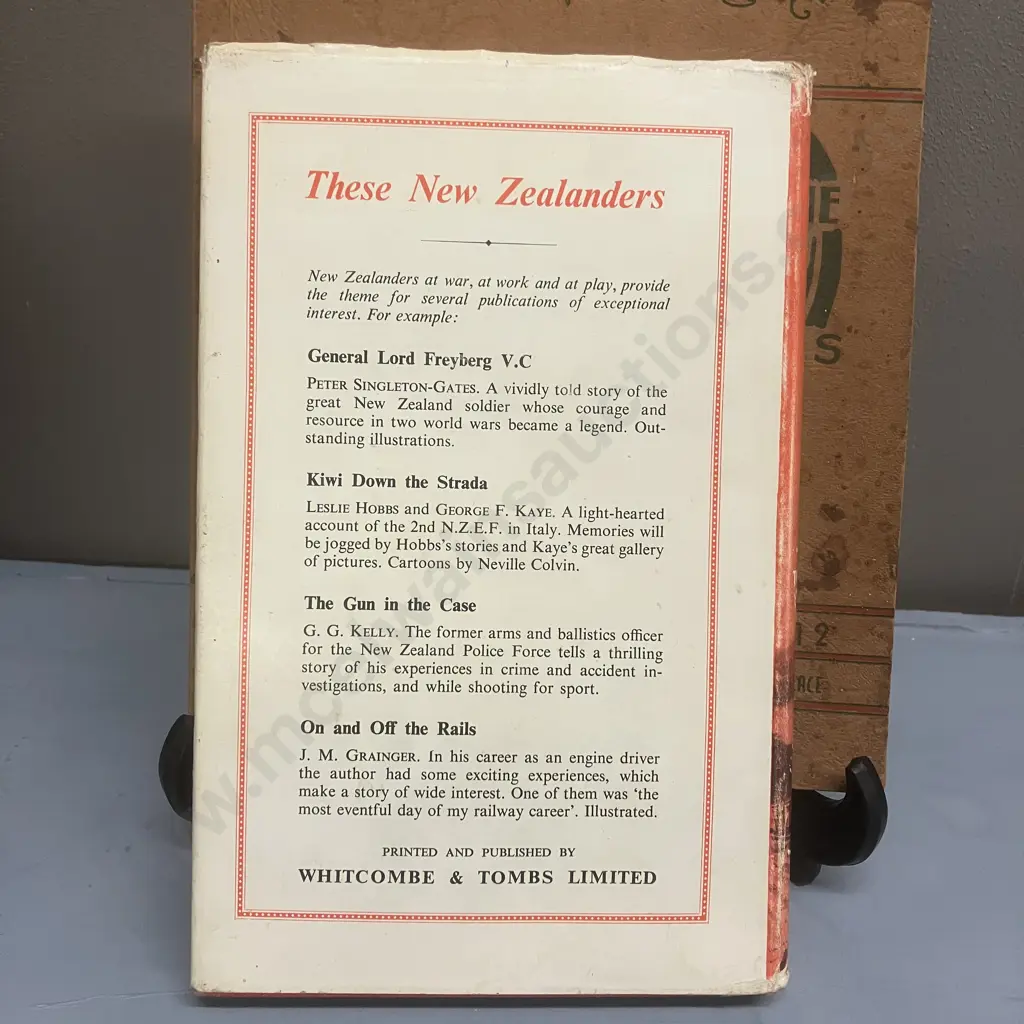 These New Zealanders
New Zealanders at war, at work and at play, provide
the theme for several publications of exceptional
interest. For example:
General Lord Freyberg V.C
PETER SINGLETON-GATES. A vividly told story of the
great New Zealand soldier whose courage and
resource in two world wars became a legend. Out-
standing illustrations.
Kiwi Down the Strada
LESLIE HOBBS and GEORGE F. KAYE. A light-hearted
account of the 2nd N.Z.E.F. in Italy. Memories will
be jogged by Hobbs's stories and Kaye's great gallery
of pictures. Cartoons by Neville Colvin.
The Gun in the Case
G. G. KELLY. The former arms and ballistics officer
for the New Zealand Police Force tells a thrilling
story of his experiences in crime and accident in-
vestigations, and while shooting for sport.
On and Off the Rails
J. M. GRAINGER. In his career as an engine driver
the author had some exciting experiences, which
make a story of wide interest. One of them was ‘the
most eventful day of my railway career’. Illustrated.
PRINTED AND PUBLISHED BY
WHITCOMBE & TOMBS LIMITED